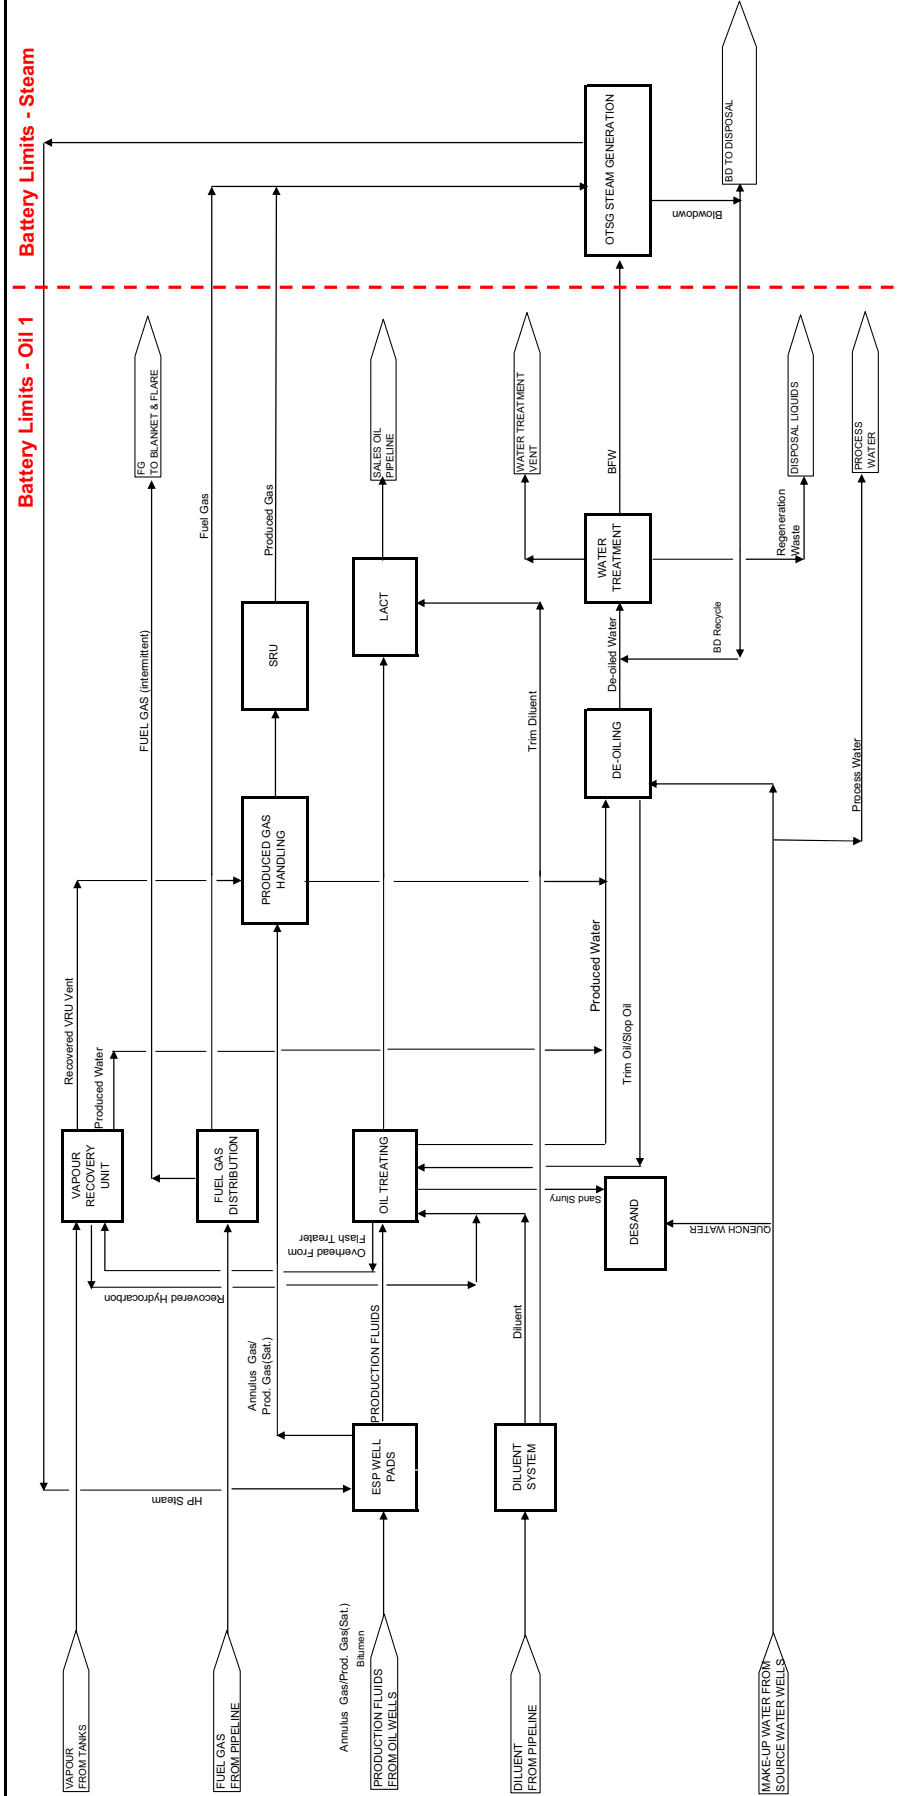 Battery Limits - Oil 1
Battery Limits - Steam
VAPOUR
FROM TANKS
VAPOUR
RECOVERY
UNIT
Recovered VRU Vent
Produced Water
FG
TO BLANKET & FLARE
FUEL GAS (intermittent)
FUEL GAS
FROM PIPELINE
FUEL GAS
DISTRIBUTION
Fuel Gas
Recovered Hydrocarbon
Overhead From
Flash Treater
HP Steam
Annulus Gas/
Prod. Gas(Sat.)
PRODUCED GAS
HANDLING
SRU
Produced Gas
Annulus Gas/Prod. Gas(Sat.)
Bitumen
PRODUCTION FLUIDS
FROM OIL WELLS
ESP WELL
PADS
PRODUCTION FLUIDS
OIL TREATING
LACT
SALES OIL
PIPELINE
DILUENT
FROM PIPELINE
DILUENT
SYSTEM
Diluent
Trim Diluent
Sand Slurry
DESAND
QUENCH WATER
Produced Water
Trim Oil/Slop Oil
DE-OILING
De-oiled Water
WATER
TREATMENT
WATER TREATMENT
VENT
BFW
OTSG STEAM GENERATION
Blowdown
BD TO DISPOSAL
BD Recycle
Regeneration
Waste
DISPOSAL LIQUIDS
MAKE-UP WATER FROM
SOURCE WATER WELLS
Process Water
PROCESS
WATER